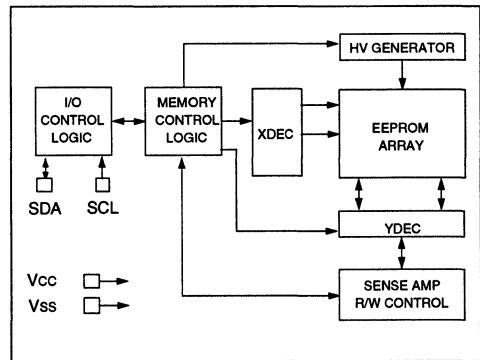 HV GENERATOR
I/O
CONTROL
LOGIC
MEMORY
CONTROL
LOGIC
XDEC
EEPROM
ARRAY
SDA
SCL
YDEC
Vcc
Vss
SENSE AMP
R/W CONTROL